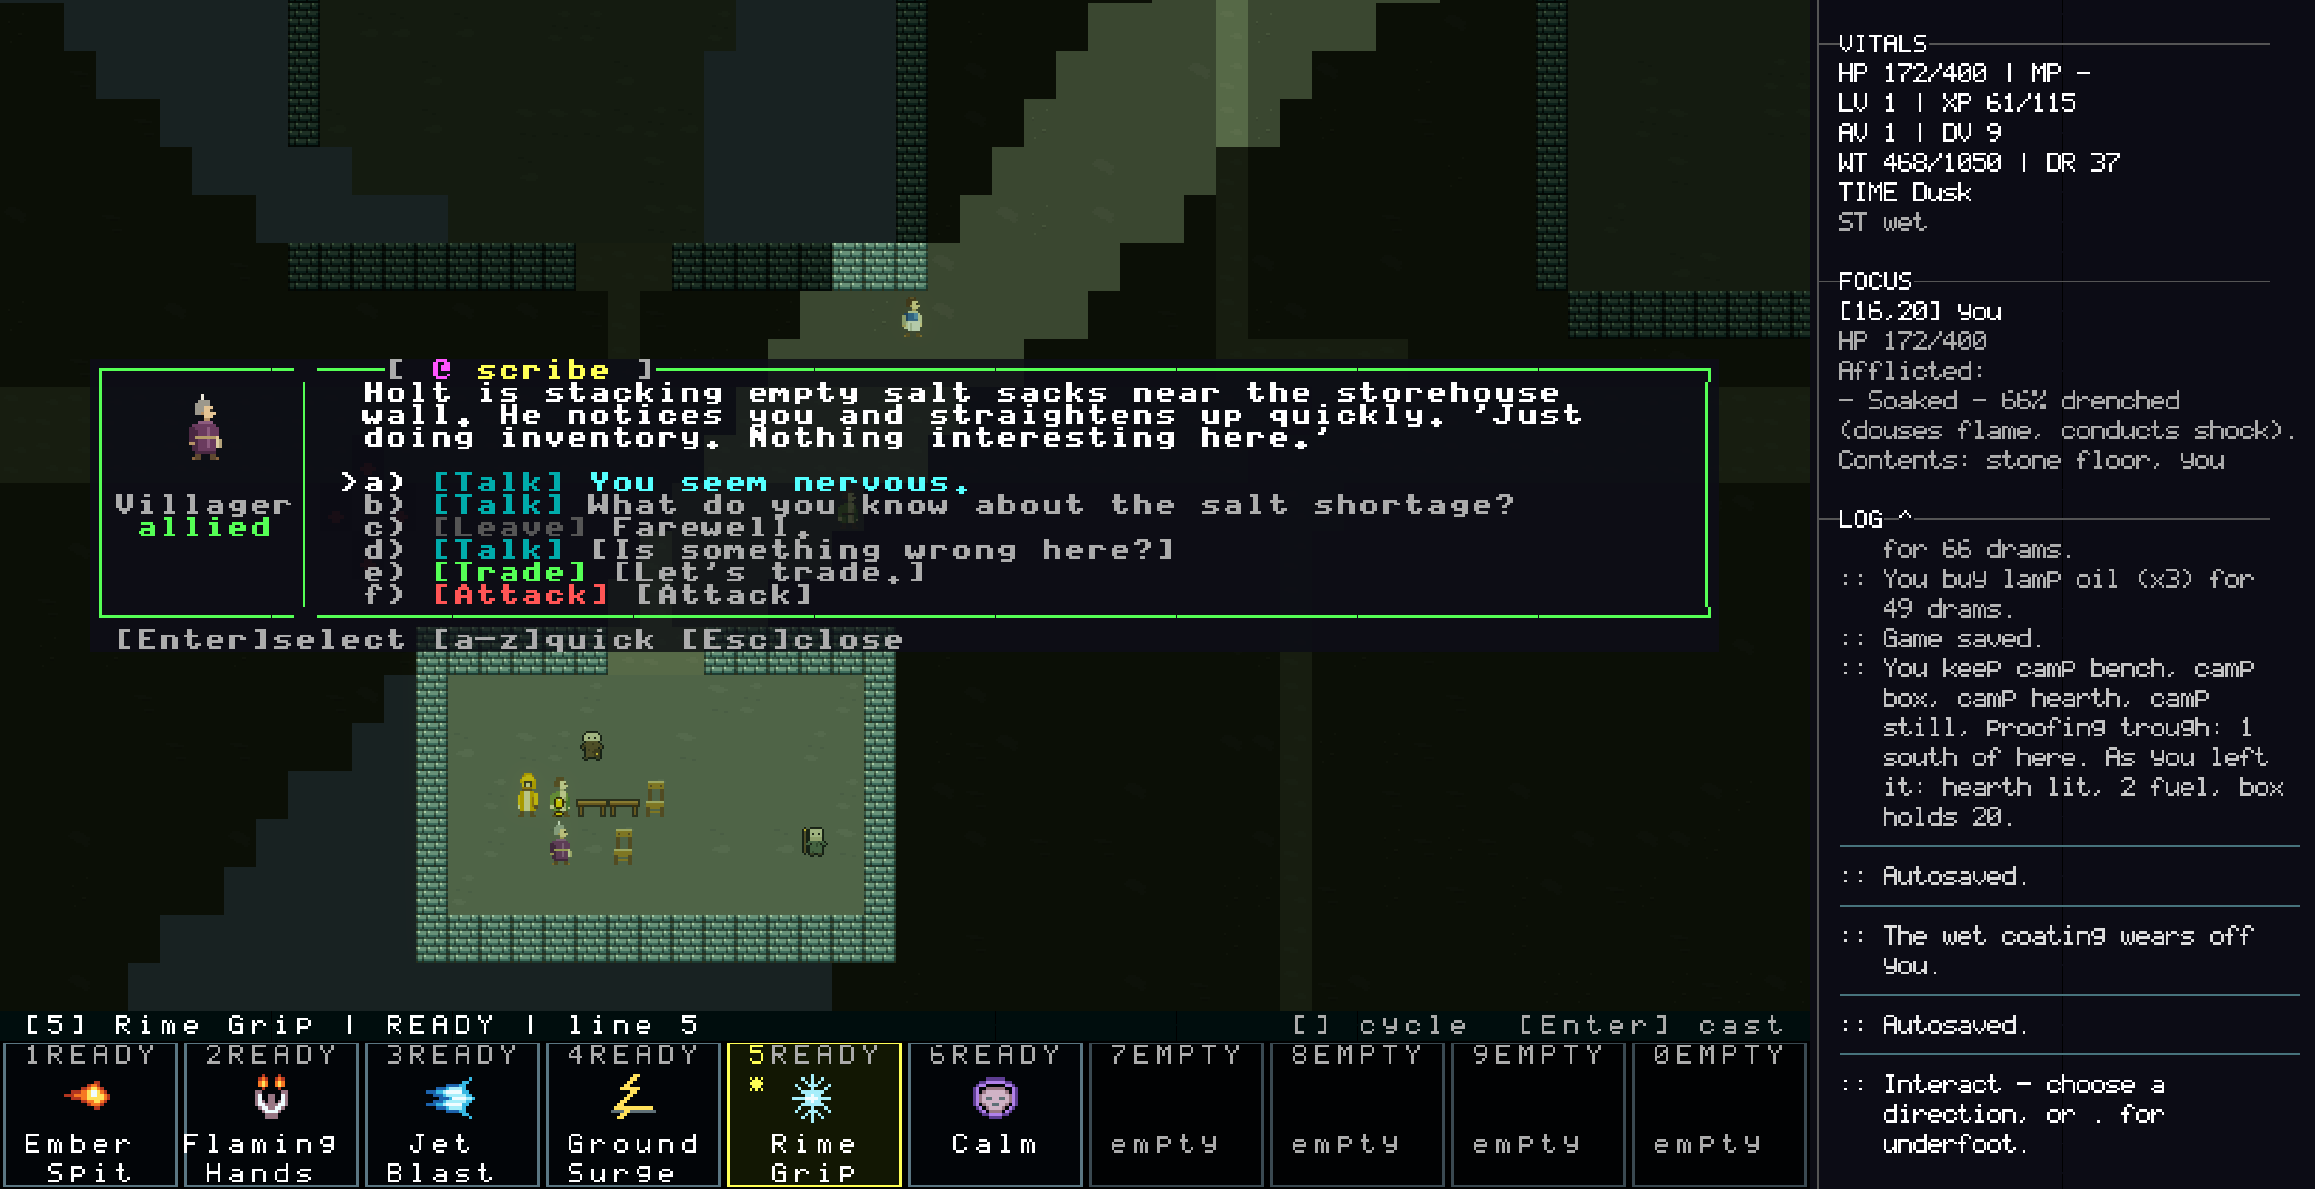 [ @ scribe ]
Holt is stacking empty salt sacks near the storehouse
wall. He notices you and straightens up quickly. 'Just
doing inventory. Nothing interesting here.'
>a) [Talk] You seem nervous.
b) [Talk] What do you know about the salt shortage?
c) [Leave] Farewell.
d) [Talk] [Is something wrong here?]
e) [Trade] [Let's trade.]
f) [Attack] [Attack]
Villager
allied
[Enter]select [a-z]quick [Esc]close
[5] Rime Grip | READY | line 5
[] cycle [Enter] cast
1READY
Ember
Spit
2READY
Flaming
Hands
3READY
Jet
Blast
4READY
Ground
Surge
5READY
Rime
Grip
6READY
Calm
7EMPTY
empty
8EMPTY
empty
9EMPTY
empty
0EMPTY
empty
VITALS
HP 172/400 | MP -
LV 1 | XP 61/115
AV 1 | DV 9
WT 468/1050 | DR 37
TIME Dusk
ST wet
FOCUS
[16,20] you
HP 172/400
Afflicted:
- Soaked - 66% drenched
(douses flame, conducts shock).
Contents: stone floor, you
LOG ^
for 66 drams.
:: You buy lamp oil (x3) for
49 drams.
:: Game saved.
:: You keep camp bench, camp
box, camp hearth, camp
still, proofing trough: 1
south of here. As you left
it: hearth lit, 2 fuel, box
holds 20.
:: Autosaved.
:: The wet coating wears off
you.
:: Autosaved.
:: Interact - choose a
direction, or . for
underfoot.